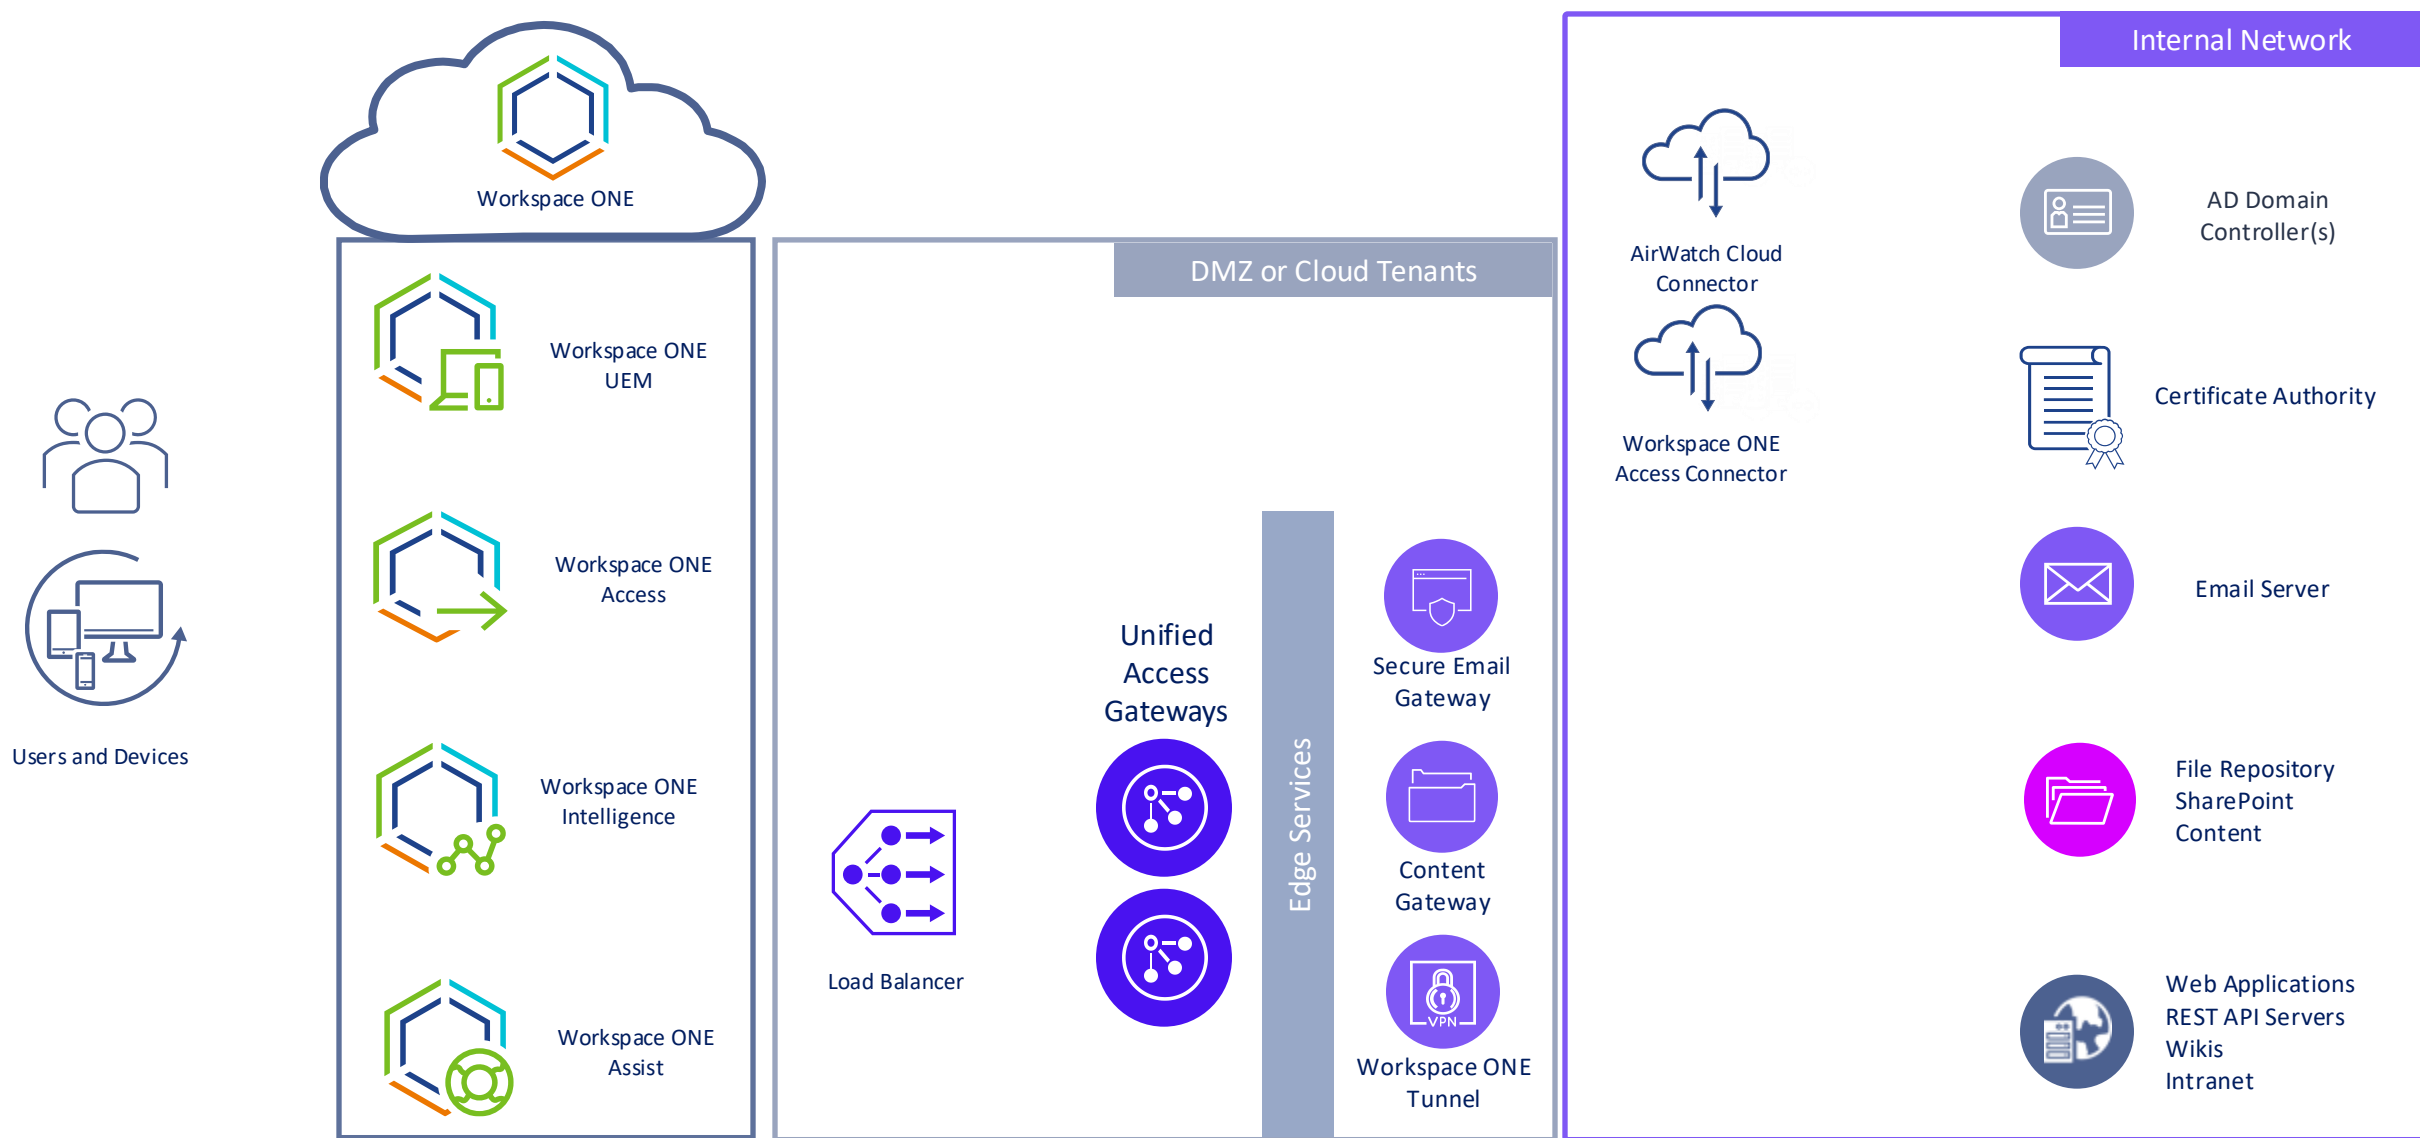 Internal Network
Workspace ONE
Users and Devices
Workspace ONE
UEM
Workspace ONE
Access
Workspace ONE
Intelligence
Workspace ONE
Assist
DMZ or Cloud Tenants
Load Balancer
Unified
Access
Gateways
Edge Services
Secure Email
Gateway
Content
Gateway
VPN
Workspace ONE
Tunnel
AirWatch Cloud
Connector
Workspace ONE
Access Connector
AD Domain
Controller(s)
Certificate Authority
Email Server
File Repository
SharePoint
Content
Web Applications
REST API Servers
Wikis
Intranet